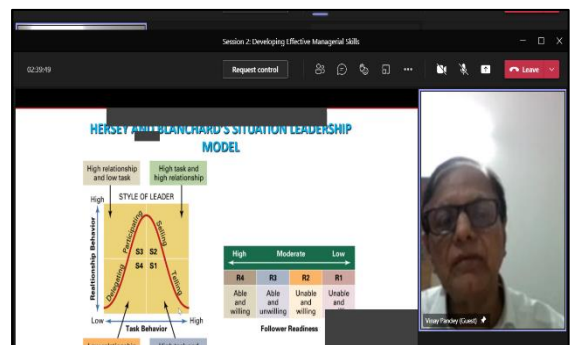 Session 2: Developing Effective Managerial Skills
02:39:49
Request control
Leave
HERSEY AND BLANCHARD'S SITUATION LEADERSHIP
MODEL
High relationship
and low task
High task and
high relationship
High
STYLE OF LEADER
Relationship Behavior
Participating
Selling
S3 S2
S4 S1
Delegating
Telling
Low
High
Task Behavior
High Moderate Low
R4 R3 R2 R1
Able
and
willing
Able
and
unwilling
Unable
and
willing
Unable
and
Follower Readiness
Vinay Pandey (Guest)